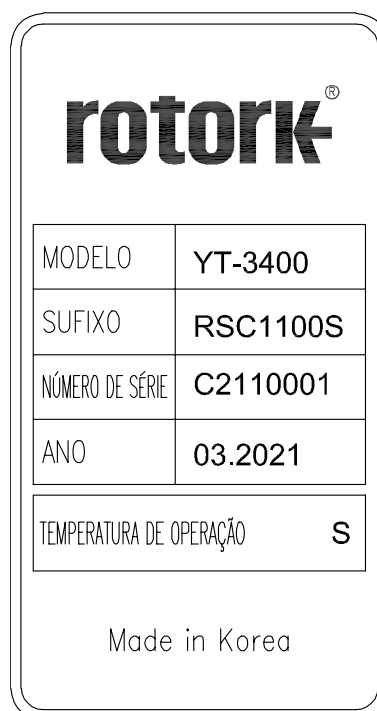 rotork®
MODELO YT-3400
SUFIXO RSC1100S
NÚMERO DE SÉRIE C2110001
ANO 03.2021
TEMPERATURA DE OPERAÇÃO S
Made in Korea